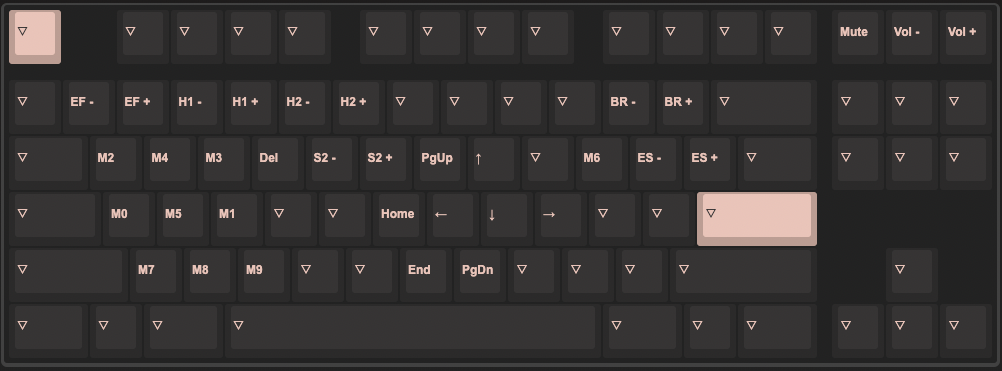 ▽ ▽ ▽ ▽ ▽ ▽ ▽ ▽ ▽ ▽ ▽ ▽ ▽ Mute Vol - Vol +
▽ EF - EF + H1 - H1 + H2 - H2 + ▽ ▽ ▽ ▽ BR - BR + ▽ ▽ ▽ ▽
▽ M2 M4 M3 Del S2 - S2 + PgUp ↑ ▽ M6 ES - ES + ▽ ▽ ▽ ▽
▽ M0 M5 M1 ▽ ▽ Home ← ↓ → ▽ ▽ ▽
▽ M7 M8 M9 ▽ ▽ End PgDn ▽ ▽ ▽ ▽ ▽
▽ ▽ ▽ ▽ ▽ ▽ ▽ ▽ ▽ ▽